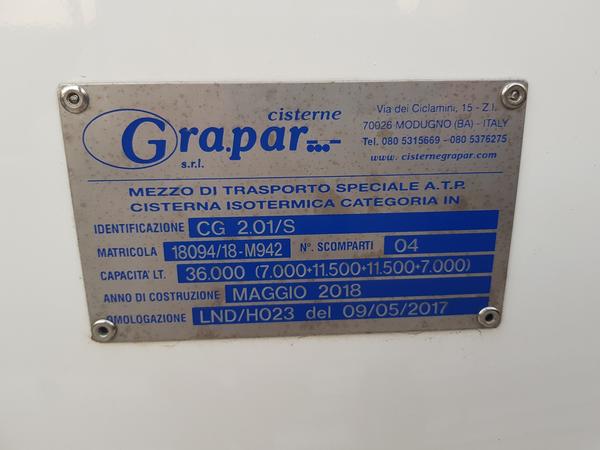 cisterne
Gra.par....
s.r.l.
Via dei Ciclamini, 15 - Z.I.
70026 MODUGNO (BA) - ITALY
Tel. 080 5315669 - 080 5376275
www. cisternegrapar.com
MEZZO DI TRASPORTO SPECIALE A.T.P.
CISTERNA ISOTERMICA CATEGORIA IN
IDENTIFICAZIONE CG 2.01/S
MATRICOLA 18094/18-M942 N°. SCOMPARTI 04
CAPACITA' LT. 36.000 (7.000+11.500+11.500+7.000)
ANNO DI COSTRUZIONE MAGGIO 2018
OMOLOGAZIONE LND/H023 del 09/05/2017